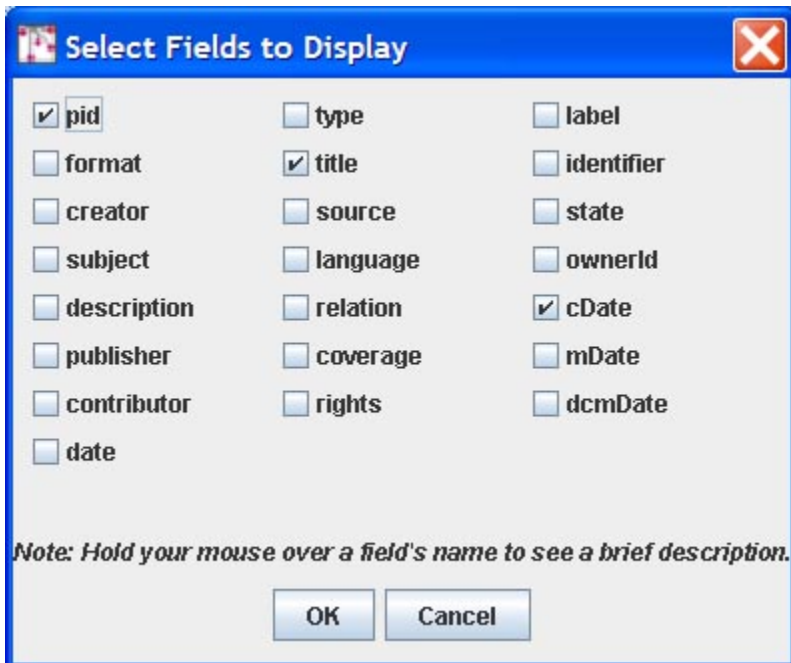 Select Fields to Display
pid type label
format title identifier
creator source state
subject language ownerId
description relation cDate
publisher coverage mDate
contributor rights dcmDate
date
Note: Hold your mouse over a field's name to see a brief description.
OK Cancel